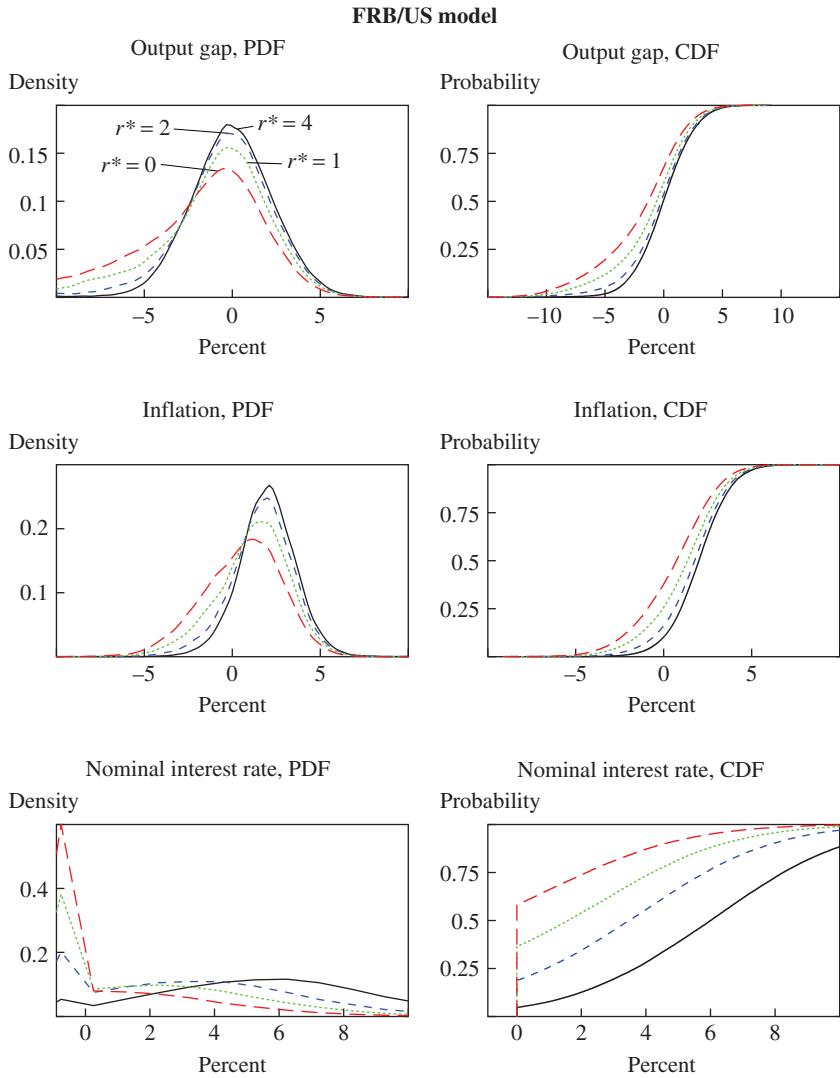 FRB/US model
Output gap, PDF
Density
r* = 2
r* = 4
r* = 0
r* = 1
0.15
0.1
0.05
−5 0 5
Percent
Output gap, CDF
Probability
0.75
0.5
0.25
−10 −5 0 5 10
Percent
Inflation, PDF
Density
0.2
0.1
−5 0 5
Percent
Inflation, CDF
Probability
0.75
0.5
0.25
−5 0 5
Percent
Nominal interest rate, PDF
Density
0.4
0.2
0 2 4 6 8
Percent
Nominal interest rate, CDF
Probability
0.75
0.5
0.25
0 2 4 6 8
Percent